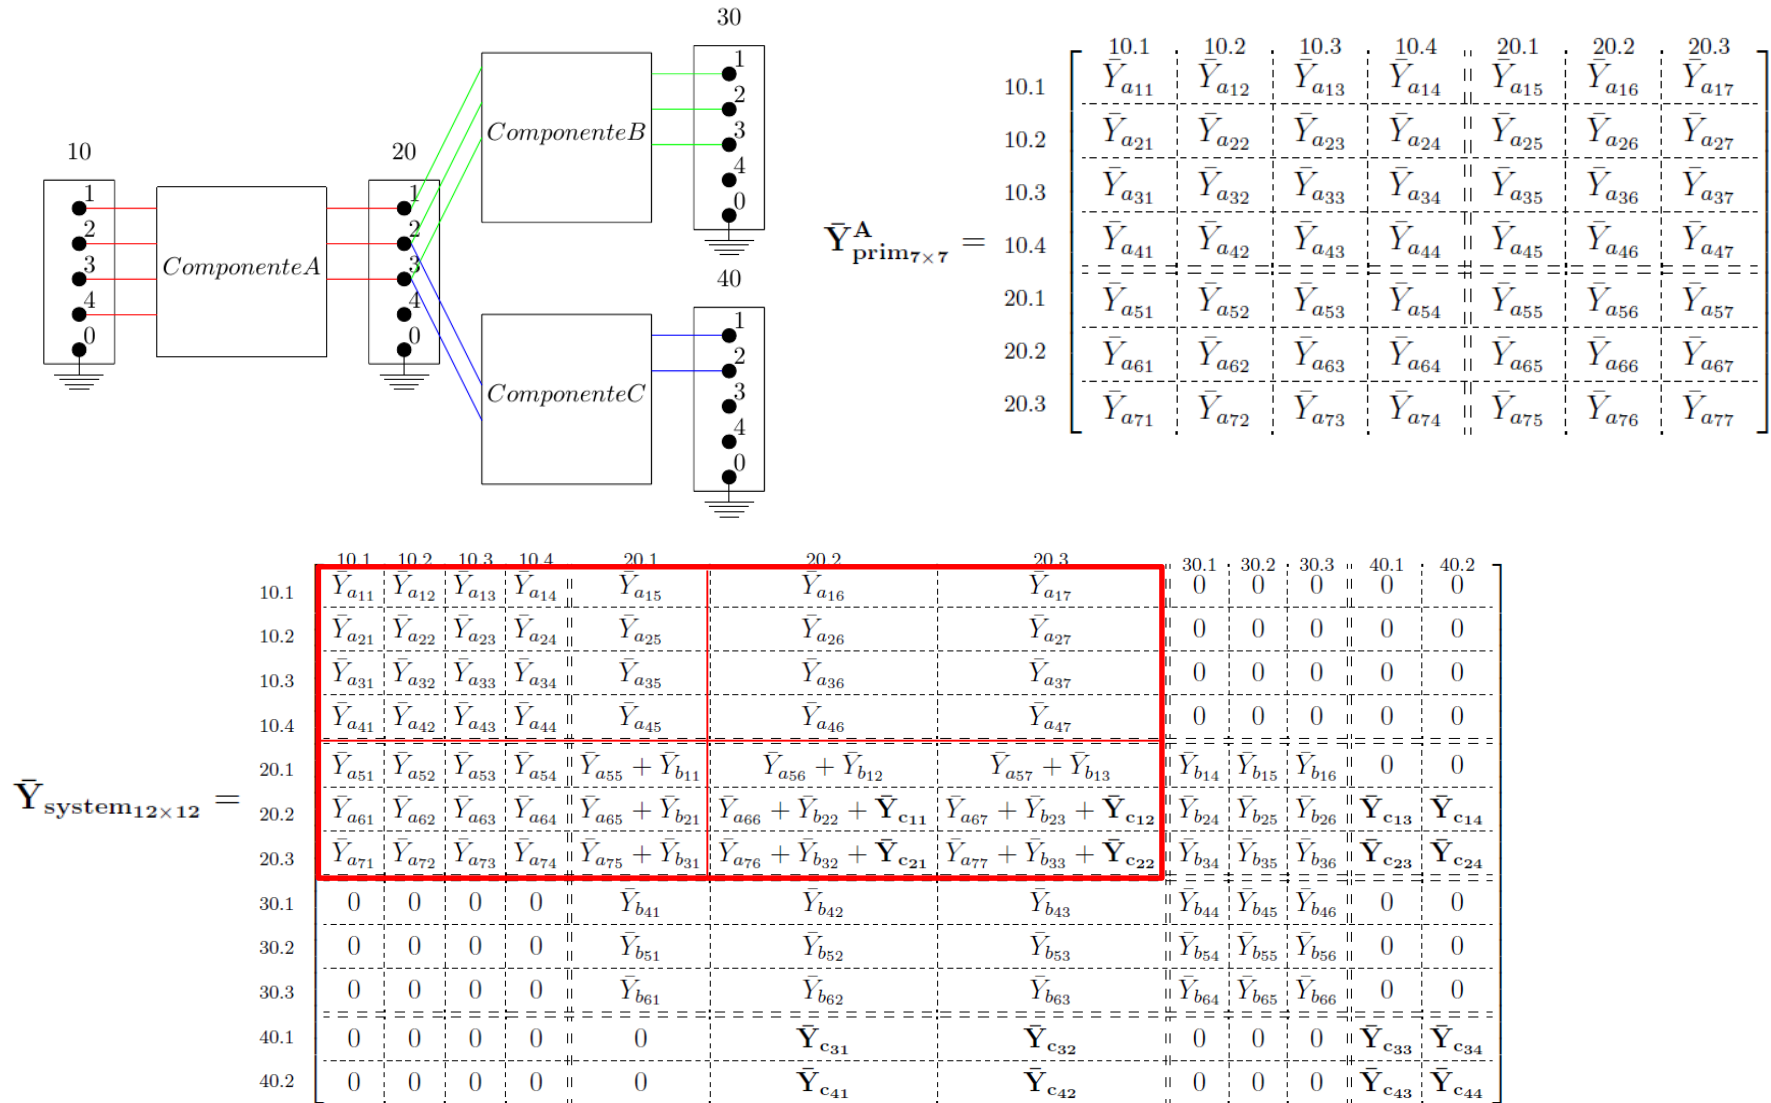 30
1
2
3
4
0
ComponenteB
10
1
2
3
4
0
ComponenteA
20
1
2
3
4
0
40
1
2
3
4
0
ComponenteC
10.1 10.2 10.3 10.4 20.1 20.2 20.3
10.1 Ȳa11 Ȳa12 Ȳa13 Ȳa14 Ȳa15 Ȳa16 Ȳa17
10.2 Ȳa21 Ȳa22 Ȳa23 Ȳa24 Ȳa25 Ȳa26 Ȳa27
10.3 Ȳa31 Ȳa32 Ȳa33 Ȳa34 Ȳa35 Ȳa36 Ȳa37
Ȳ^A prim7×7 = 10.4 Ȳa41 Ȳa42 Ȳa43 Ȳa44 Ȳa45 Ȳa46 Ȳa47
20.1 Ȳa51 Ȳa52 Ȳa53 Ȳa54 Ȳa55 Ȳa56 Ȳa57
20.2 Ȳa61 Ȳa62 Ȳa63 Ȳa64 Ȳa65 Ȳa66 Ȳa67
20.3 Ȳa71 Ȳa72 Ȳa73 Ȳa74 Ȳa75 Ȳa76 Ȳa77
10.1 10.2 10.3 10.4 20.1 20.2 20.3 30.1 30.2 30.3 40.1 40.2
10.1 Ȳa11 Ȳa12 Ȳa13 Ȳa14 Ȳa15 Ȳa16 Ȳa17 0 0 0 0 0
10.2 Ȳa21 Ȳa22 Ȳa23 Ȳa24 Ȳa25 Ȳa26 Ȳa27 0 0 0 0 0
10.3 Ȳa31 Ȳa32 Ȳa33 Ȳa34 Ȳa35 Ȳa36 Ȳa37 0 0 0 0 0
10.4 Ȳa41 Ȳa42 Ȳa43 Ȳa44 Ȳa45 Ȳa46 Ȳa47 0 0 0 0 0
20.1 Ȳa51 Ȳa52 Ȳa53 Ȳa54 Ȳa55 + Ȳb11 Ȳa56 + Ȳb12 Ȳa57 + Ȳb13 Ȳb14 Ȳb15 Ȳb16 0 0
Ȳsystem12×12 = 20.2 Ȳa61 Ȳa62 Ȳa63 Ȳa64 Ȳa65 + Ȳb21 Ȳa66 + Ȳb22 + Ȳc11 Ȳa67 + Ȳb23 + Ȳc12 Ȳb24 Ȳb25 Ȳb26 Ȳc13 Ȳc14
20.3 Ȳa71 Ȳa72 Ȳa73 Ȳa74 Ȳa75 + Ȳb31 Ȳa76 + Ȳb32 + Ȳc21 Ȳa77 + Ȳb33 + Ȳc22 Ȳb34 Ȳb35 Ȳb36 Ȳc23 Ȳc24
30.1 0 0 0 0 Ȳb41 Ȳb42 Ȳb43 Ȳb44 Ȳb45 Ȳb46 0 0
30.2 0 0 0 0 Ȳb51 Ȳb52 Ȳb53 Ȳb54 Ȳb55 Ȳb56 0 0
30.3 0 0 0 0 Ȳb61 Ȳb62 Ȳb63 Ȳb64 Ȳb65 Ȳb66 0 0
40.1 0 0 0 0 0 Ȳc31 Ȳc32 0 0 0 Ȳc33 Ȳc34
40.2 0 0 0 0 0 Ȳc41 Ȳc42 0 0 0 Ȳc43 Ȳc44